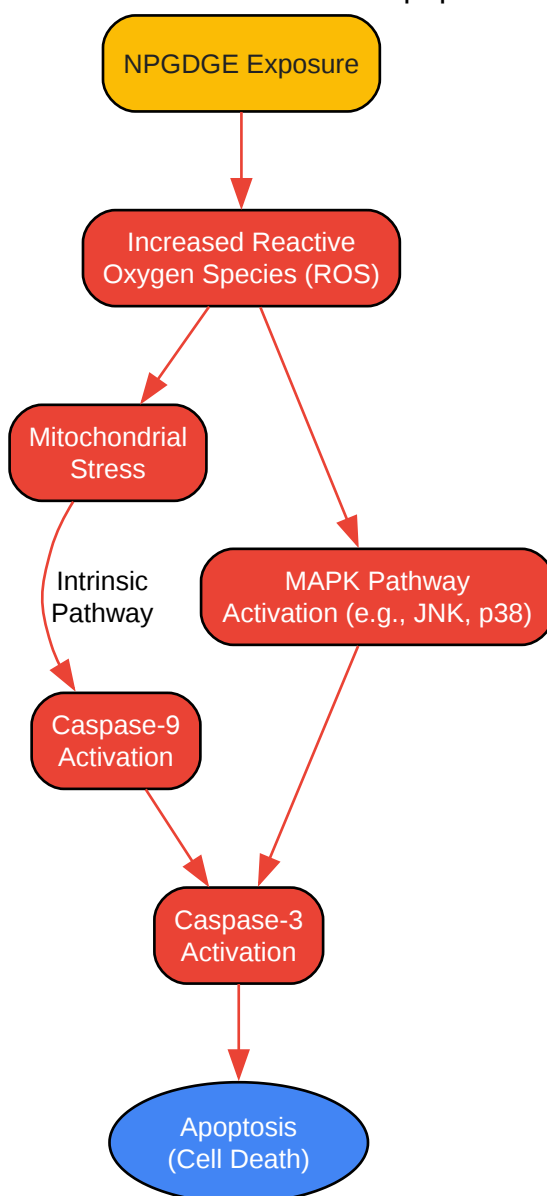 NPGDGE Exposure
Increased Reactive
Oxygen Species (ROS)
Mitochondrial
Stress
Intrinsic
Pathway
MAPK Pathway
Activation (e.g., JNK, p38)
Caspase-9
Activation
Caspase-3
Activation
Apoptosis
(Cell Death)